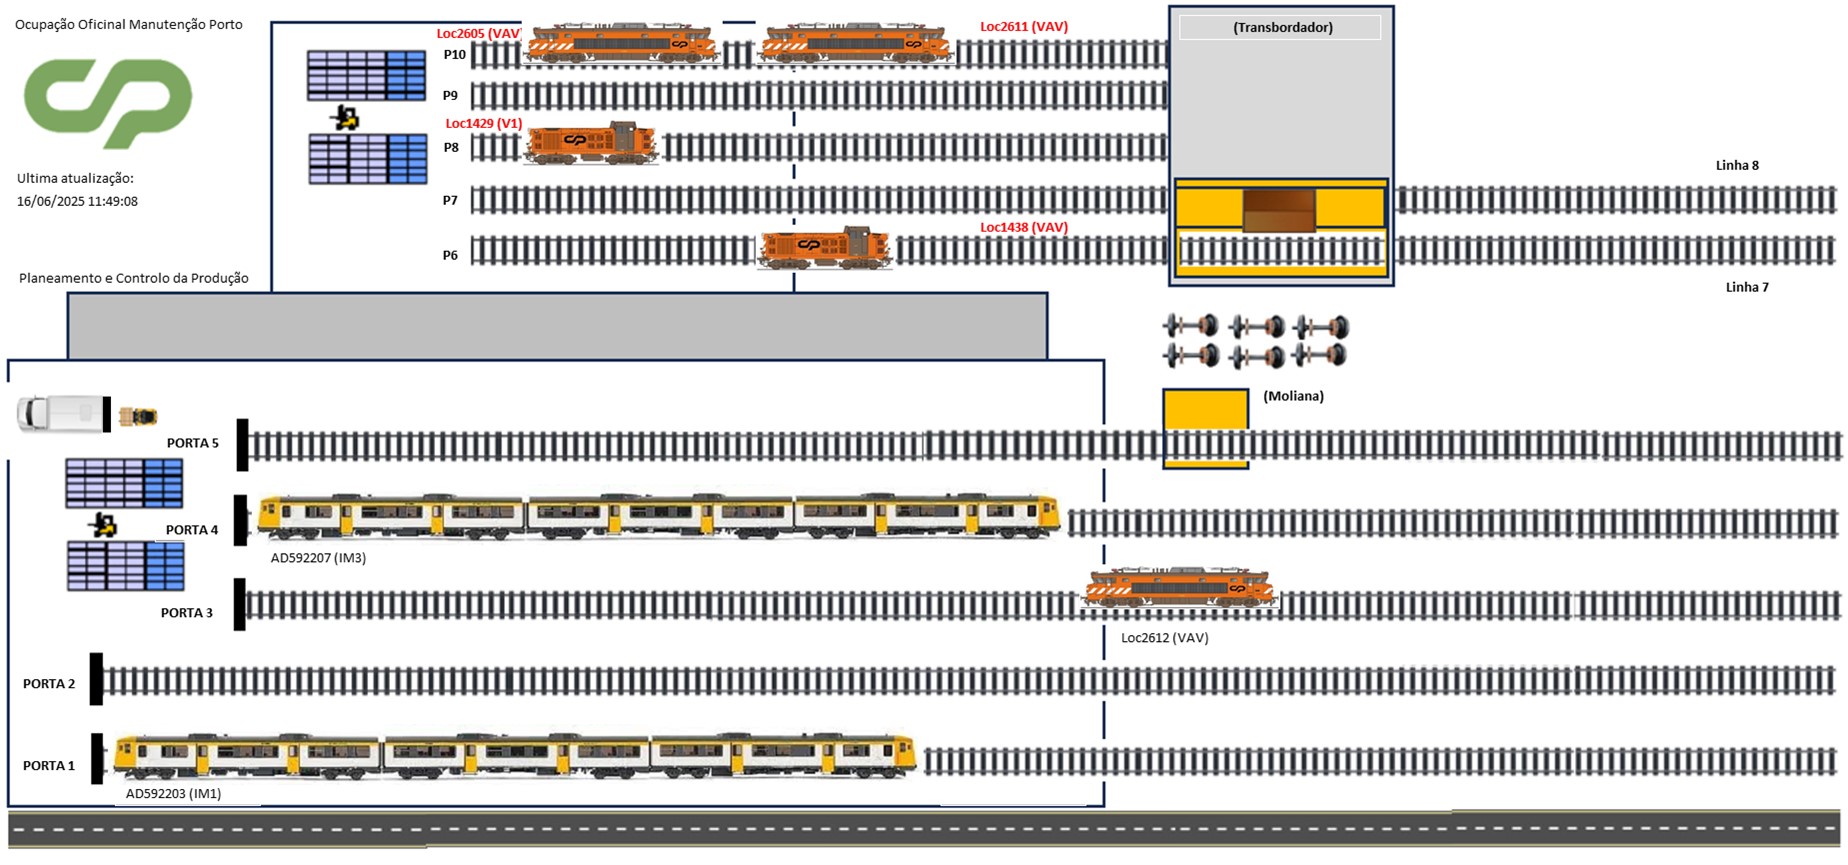 Ocupação Oficinal Manutenção Porto
CP
Ultima atualização:
16/06/2025 11:49:08
Planeamento e Controlo da Produção
Loc2605 (VAV)
Loc2611 (VAV)
P10
P9
Loc1429 (V1)
P8
P7
Loc1438 (VAV)
P6
(Transbordador)
Linha 8
Linha 7
(Moliana)
PORTA 5
PORTA 4
AD592207 (IM3)
PORTA 3
Loc2612 (VAV)
PORTA 2
PORTA 1
AD592203 (IM1)